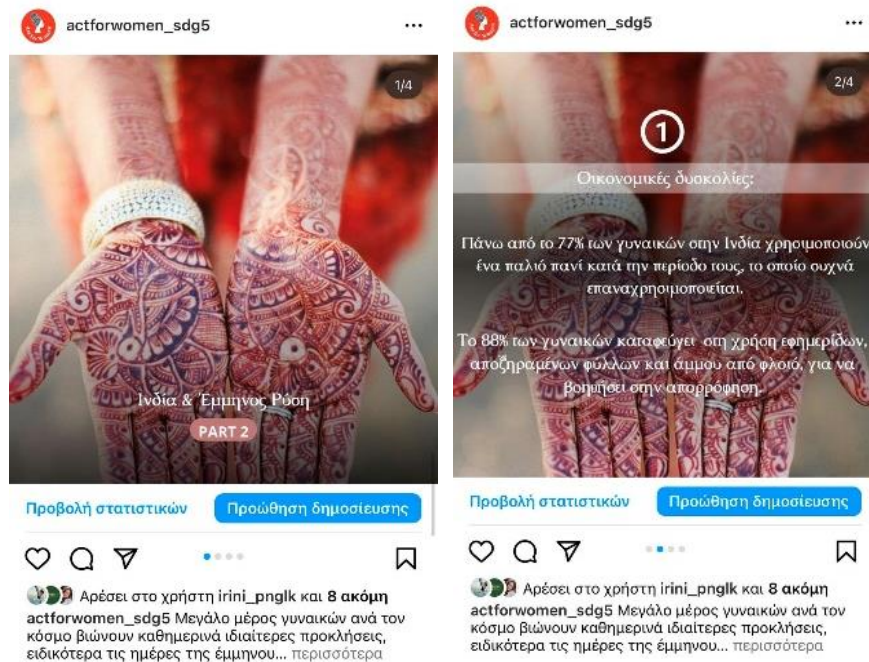 actforwomen_sdg5
1/4
Ινδία & Έμμηνος Ρύση
PART 2
Προβολή στατιστικών
Προώθηση δημοσίευσης
Αρέσει στο χρήστη irini_pnglk και 8 ακόμη
actforwomen_sdg5 Μεγάλο μέρος γυναικών ανά τον
κόσμο βιώνουν καθημερινά ιδιαίτερες προκλήσεις,
ειδικότερα τις ημέρες της έμμηνου... περισσότερα
actforwomen_sdg5
2/4
1
Οικονομικές δυσκολίες:
Πάνω από το 77% των γυναικών στην Ινδία χρησιμοποιούν
ένα παλιό πανί κατά την περίοδο τους, το οποίο συχνά
επαναχρησιμοποιείται.
Το 88% των γυναικών καταφεύγει στη χρήση εφημερίδων,
αποξηραμένων φύλλων και άμμου από φλοιό, για να
βοηθήσει στην απορρόφηση.
Προβολή στατιστικών
Προώθηση δημοσίευσης
Αρέσει στο χρήστη irini_pnglk και 8 ακόμη
actforwomen_sdg5 Μεγάλο μέρος γυναικών ανά τον
κόσμο βιώνουν καθημερινά ιδιαίτερες προκλήσεις,
ειδικότερα τις ημέρες της έμμηνου... περισσότερα